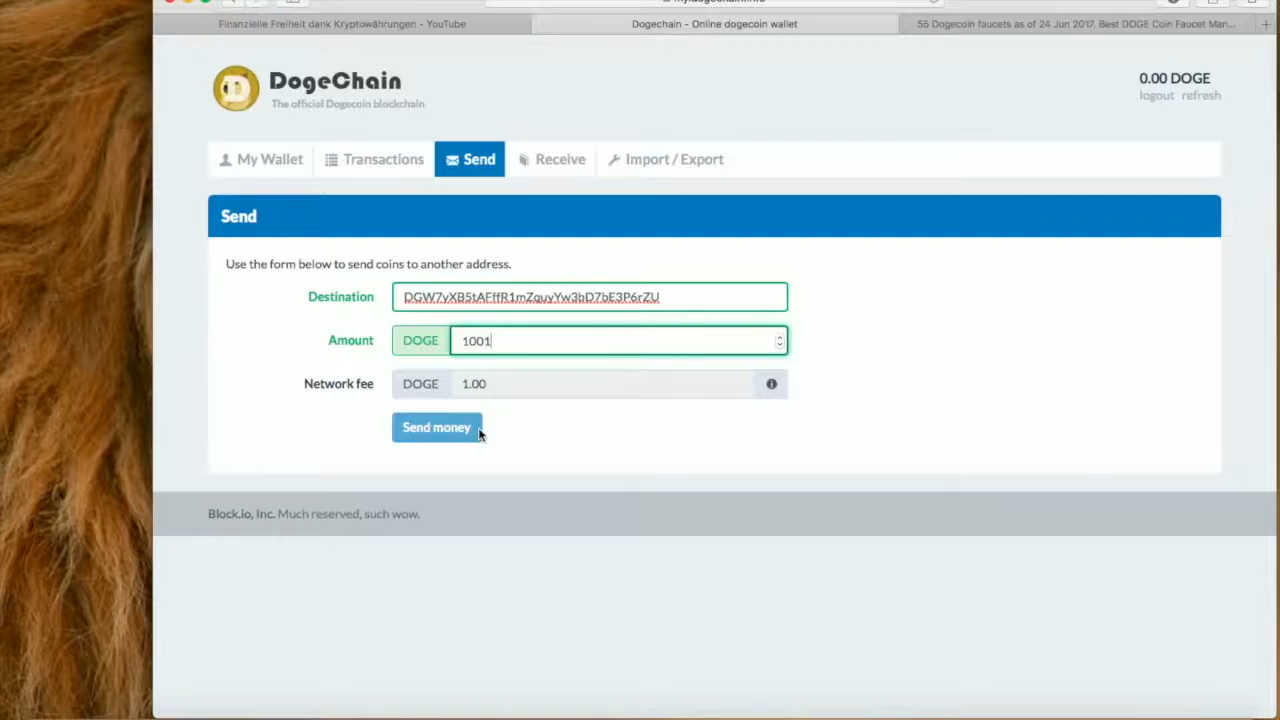 Finanzielle Freiheit dank Kryptowährungen - YouTube
Dogechain - Online dogecoin wallet
55 Dogecoin faucets as of 24 Jun 2017. Best DOGE Coin Faucet Man...
DogeChain
The official Dogecoin blockchain
0.00 DOGE
logout refresh
My Wallet
Transactions
Send
Receive
Import / Export
Send
Use the form below to send coins to another address.
Destination
DGW7yXB5tAFffR1mZquyYw3bD7bE3P6rZU
Amount
DOGE
1001
Network fee
DOGE
1.00
Send money
Block.io, Inc. Much reserved, such wow.